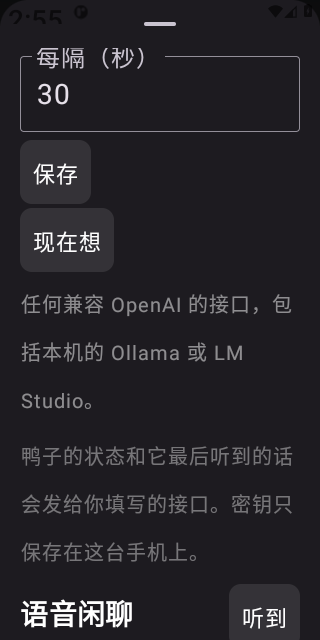 2:55
每隔（秒）
30
保存
现在想
任何兼容 OpenAI 的接口，包
括本机的 Ollama 或 LM
Studio。
鸭子的状态和它最后听到的话
会发给你填写的接口。密钥只
保存在这台手机上。
语音闲聊
听到